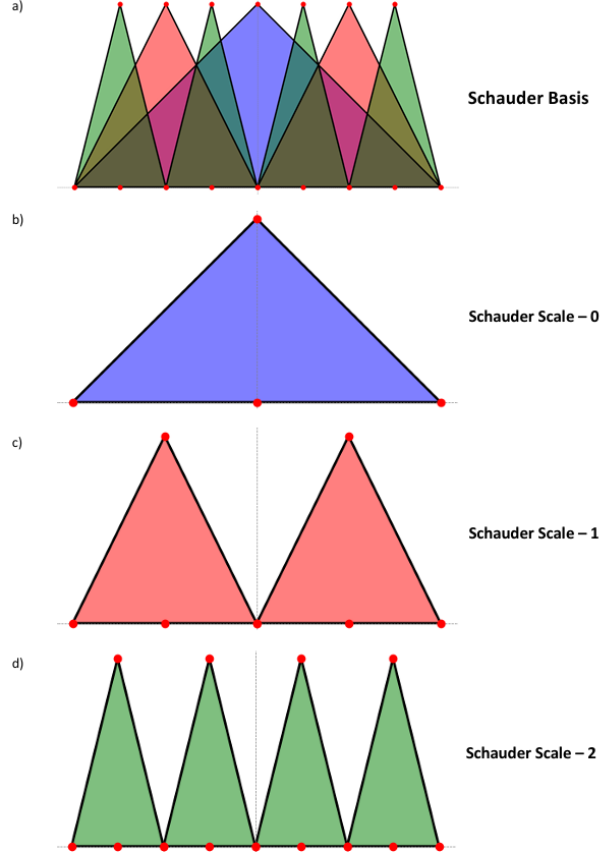 a)
Schauder Basis
b)
Schauder Scale – 0
c)
Schauder Scale – 1
d)
Schauder Scale – 2